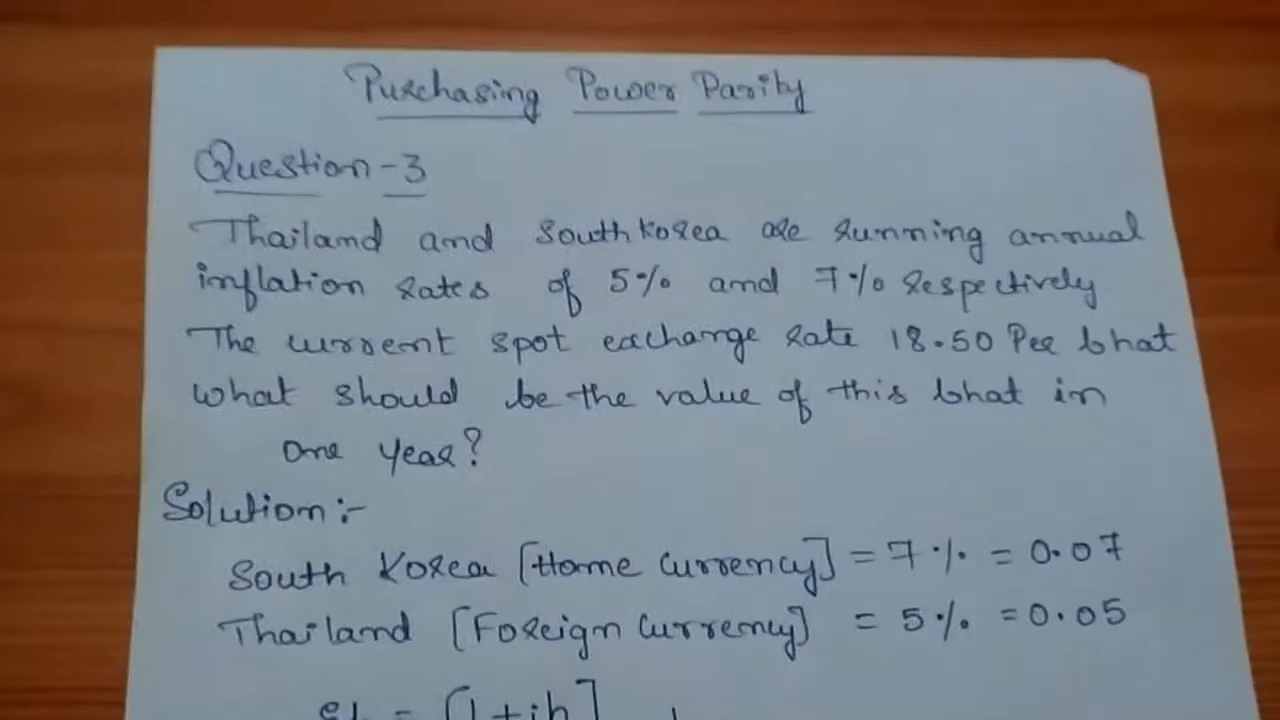 Purchasing Power Parity
Question-3
Thailand and South Korea are running annual
inflation rates of 5% and 7% respectively
The current spot exchange rate 18.50 Per bhat
what should be the value of this bhat in
one year?
Solution:-
South Korea [Home Currency] = 7% = 0.07
Thailand [Foreign Currency] = 5% = 0.05
= [1+ih]